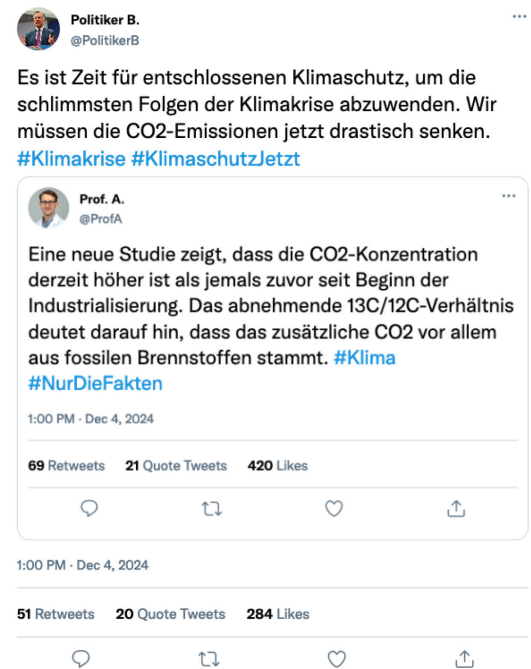 Politiker B.
@PolitikerB
Es ist Zeit für entschlossenen Klimaschutz, um die
schlimmsten Folgen der Klimakrise abzuwenden. Wir
müssen die CO2-Emissionen jetzt drastisch senken.
#Klimakrise #KlimaschutzJetzt
Prof. A.
@ProfA
Eine neue Studie zeigt, dass die CO2-Konzentration
derzeit höher ist als jemals zuvor seit Beginn der
Industrialisierung. Das abnehmende 13C/12C-Verhältnis
deutet darauf hin, dass das zusätzliche CO2 vor allem
aus fossilen Brennstoffen stammt. #Klima
#NurDieFakten
1:00 PM · Dec 4, 2024
69 Retweets 21 Quote Tweets 420 Likes
1:00 PM · Dec 4, 2024
51 Retweets 20 Quote Tweets 284 Likes